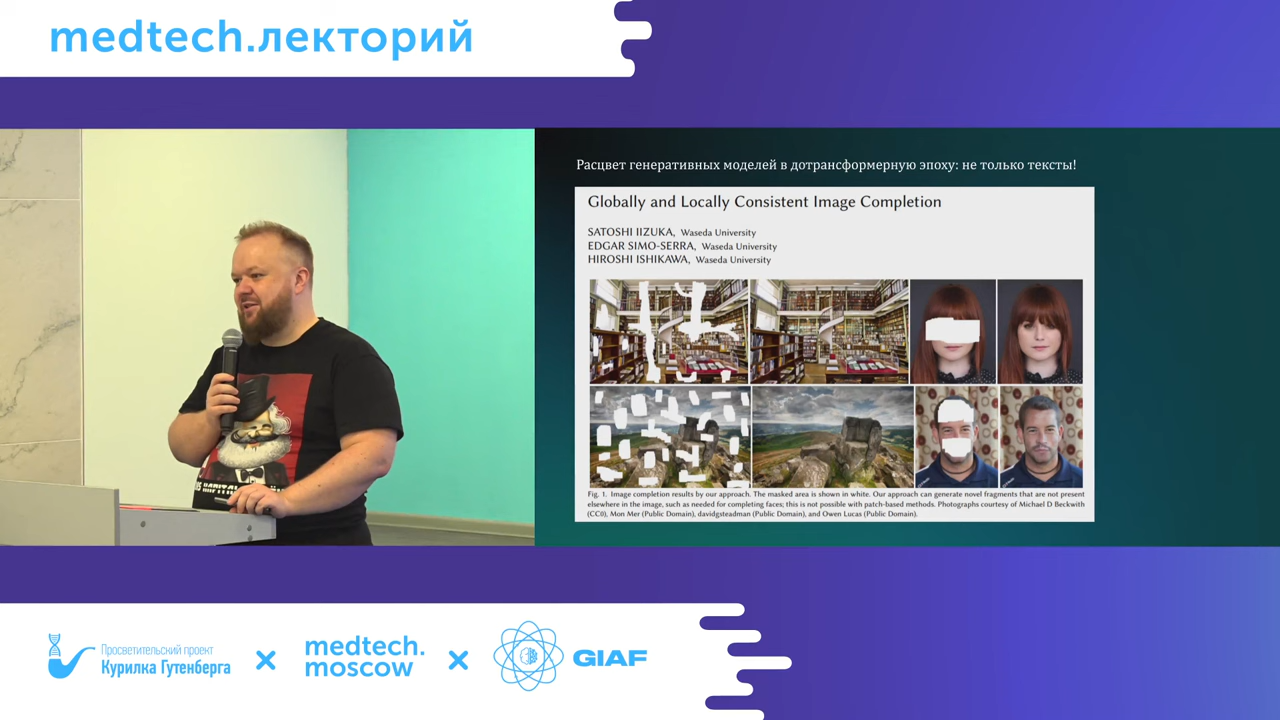 medtech.лекторий
Расцвет генеративных моделей в дотрансформерную эпоху: не только тексты!
Globally and Locally Consistent Image Completion
SATOSHI IIZUKA, Waseda University
EDGAR SIMO-SERRA, Waseda University
HIROSHI ISHIKAWA, Waseda University
Fig. 1. Image completion results by our approach. The masked area is shown in white. Our approach can generate novel fragments that are not present
elsewhere in the image, such as needed for completing faces; this is not possible with patch-based methods. Photographs courtesy of Michael D Beckwith
(CC0), Mon Mer (Public Domain), davidgsteadman (Public Domain), and Owen Lucas (Public Domain).
Просветительский проект
Курилка Гутенберга
medtech.
moscow
GIAF